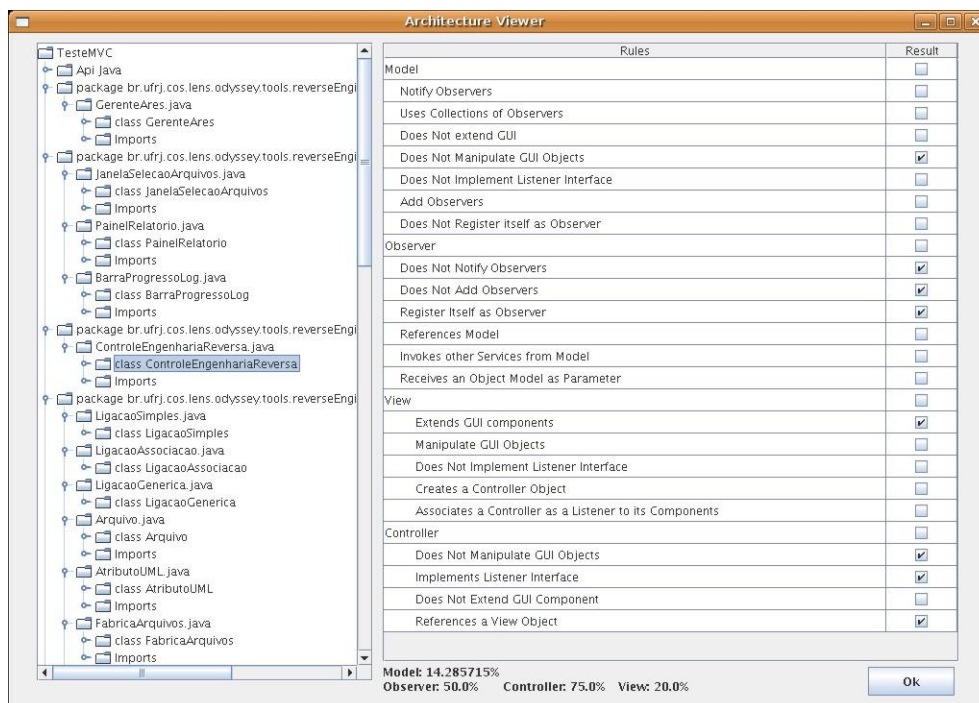 Architecture Viewer
TesteMVC
Api Java
package br.ufrj.cos.lens.odyssey.tools.reverseEngi
GerenteAres.java
class GerenteAres
Imports
package br.ufrj.cos.lens.odyssey.tools.reverseEngi
JanelaSelecaoArquivos.java
class JanelaSelecaoArquivos
Imports
PainelRelatorio.java
class PainelRelatorio
Imports
BarraProgressoLog.java
class BarraProgressoLog
Imports
package br.ufrj.cos.lens.odyssey.tools.reverseEngi
ControleEngenhariaReversa.java
class ControleEngenhariaReversa
Imports
package br.ufrj.cos.lens.odyssey.tools.reverseEngi
LigacaoSimples.java
class LigacaoSimples
LigacaoAssociacao.java
class LigacaoAssociacao
LigacaoGenerica.java
class LigacaoGenerica
Arquivo.java
class Arquivo
Imports
AtributoUML.java
class AtributoUML
Imports
FabricaArquivos.java
class FabricaArquivos
Imports
Rules Result
Model
Notify Observers
Uses Collections of Observers
Does Not extend GUI
Does Not Manipulate GUI Objects
Does Not Implement Listener Interface
Add Observers
Does Not Register itself as Observer
Observer
Does Not Notify Observers
Does Not Add Observers
Register Itself as Observer
References Model
Invokes other Services from Model
Receives an Object Model as Parameter
View
Extends GUI components
Manipulate GUI Objects
Does Not Implement Listener Interface
Creates a Controller Object
Associates a Controller as a Listener to its Components
Controller
Does Not Manipulate GUI Objects
Implements Listener Interface
Does Not Extend GUI Component
References a View Object
Model: 14.285715%
Observer: 50.0% Controller: 75.0% View: 20.0%
Ok